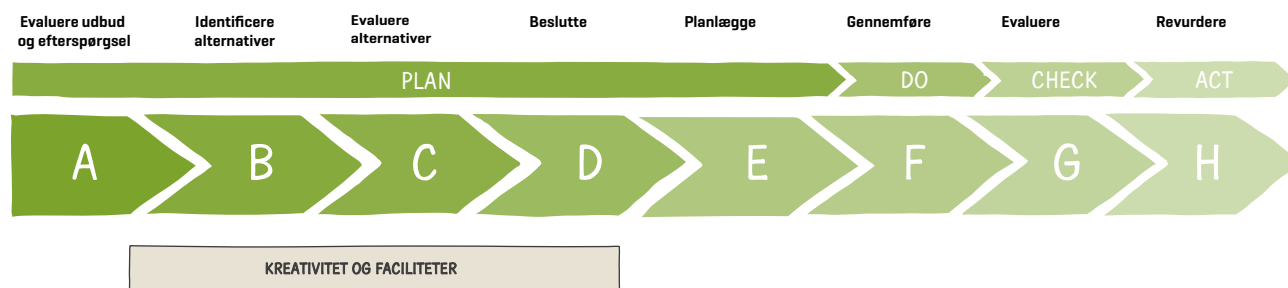 Evaluere udbud
og efterspørgsel
Identificere
alternativer
Evaluere
alternativer
Beslutte
Planlægge
Gennemføre
Evaluere
Revurdere
PLAN
DO
CHECK
ACT
A
B
C
D
E
F
G
H
KREATIVITET OG FACILITETER